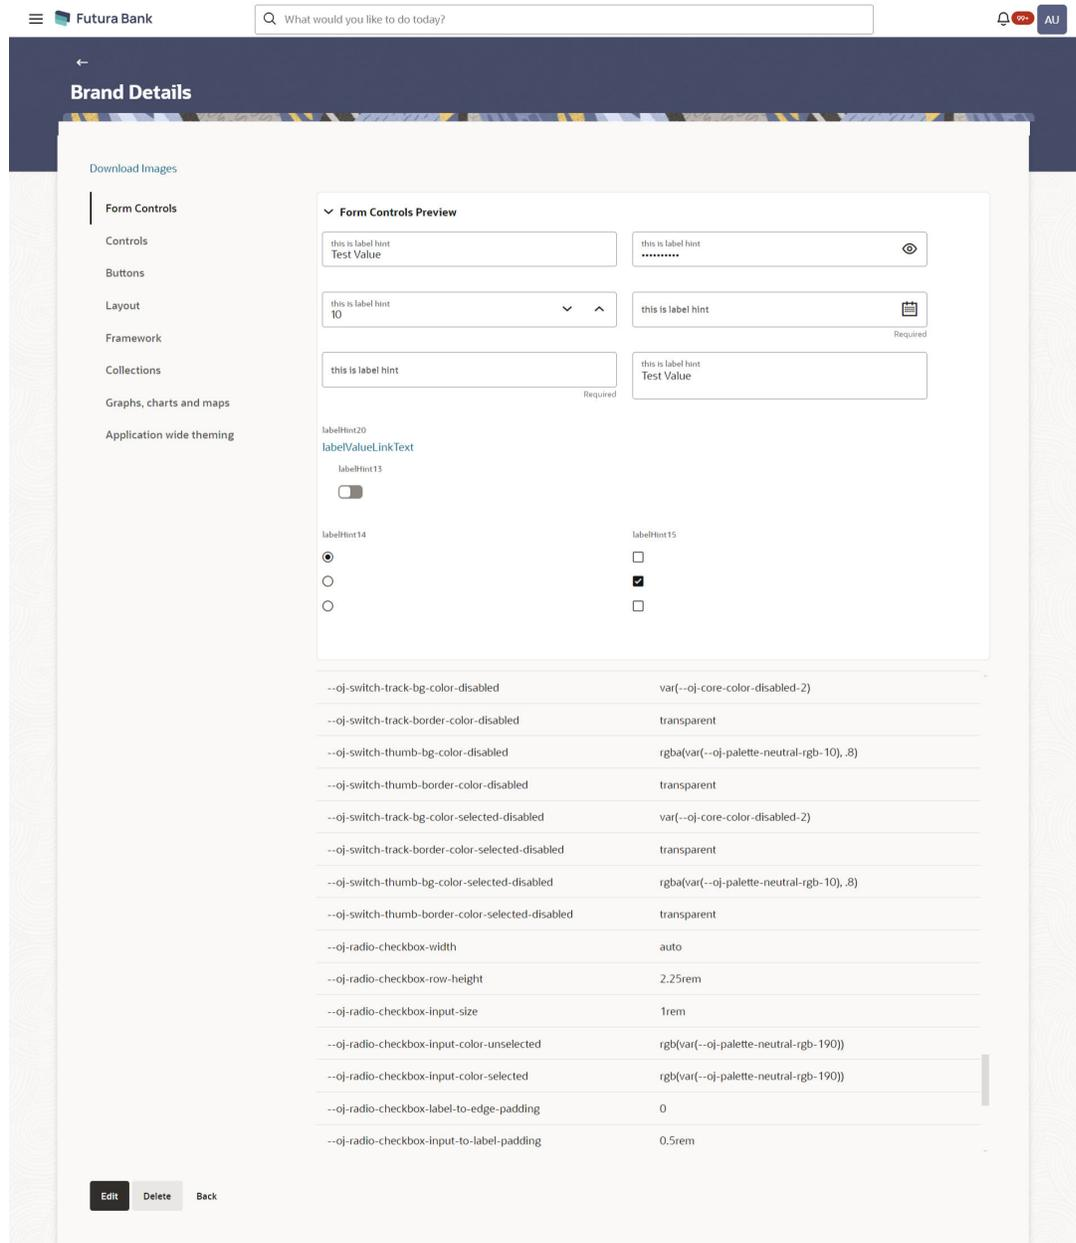 Futura Bank
What would you like to do today?
99+
AU
Brand Details
Download Images
Form Controls
Controls
Buttons
Layout
Framework
Collections
Graphs, charts and maps
Application wide theming
Form Controls Preview
this is label hint
Test Value
this is label hint
••••••••••
this is label hint
10
this is label hint
Required
this is label hint
Required
this is label hint
Test Value
labelHint20
labelValueLinkText
labelHint13
labelHint14
labelHint15
--oj-switch-track-bg-color-disabled var(--oj-core-color-disabled-2)
--oj-switch-track-border-color-disabled transparent
--oj-switch-thumb-bg-color-disabled rgba(var(--oj-palette-neutral-rgb-10), .8)
--oj-switch-thumb-border-color-disabled transparent
--oj-switch-track-bg-color-selected-disabled var(--oj-core-color-disabled-2)
--oj-switch-track-border-color-selected-disabled transparent
--oj-switch-thumb-bg-color-selected-disabled rgba(var(--oj-palette-neutral-rgb-10), .8)
--oj-switch-thumb-border-color-selected-disabled transparent
--oj-radio-checkbox-width auto
--oj-radio-checkbox-row-height 2.25rem
--oj-radio-checkbox-input-size 1rem
--oj-radio-checkbox-input-color-unselected rgb(var(--oj-palette-neutral-rgb-190))
--oj-radio-checkbox-input-color-selected rgb(var(--oj-palette-neutral-rgb-190))
--oj-radio-checkbox-label-to-edge-padding 0
--oj-radio-checkbox-input-to-label-padding 0.5rem
Edit
Delete
Back